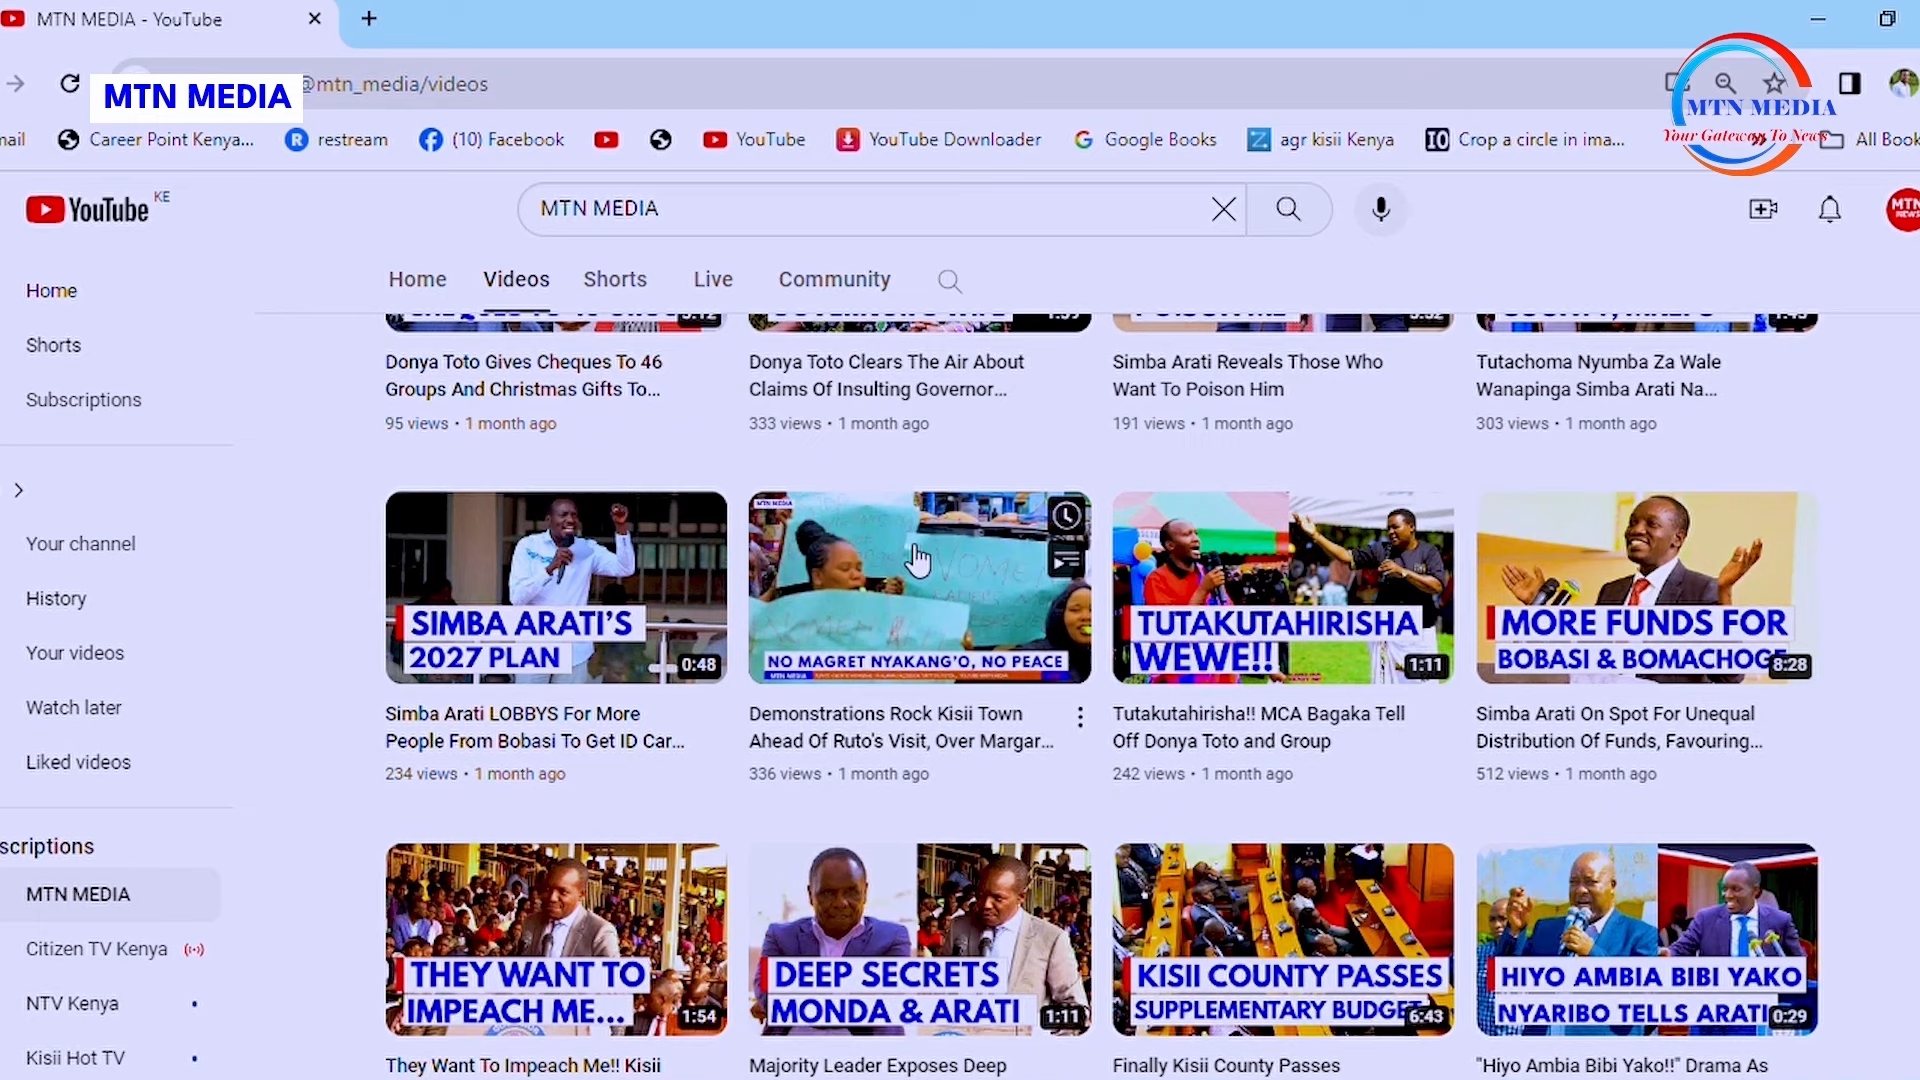 MTN MEDIA - YouTube
MTN MEDIA
@mtn_media/videos
MTN MEDIA
Your Gateway To News
mail
Career Point Kenya...
restream
(10) Facebook
YouTube
YouTube Downloader
Google Books
agr kisii Kenya
Crop a circle in ima...
All Book
YouTube KE
MTN MEDIA
MTN
NEWS
Home
Videos
Shorts
Live
Community
Home
Shorts
Subscriptions
Your channel
History
Your videos
Watch later
Liked videos
scriptions
MTN MEDIA
Citizen TV Kenya
NTV Kenya
Kisii Hot TV
Donya Toto Gives Cheques To 46
Groups And Christmas Gifts To...
95 views • 1 month ago
Donya Toto Clears The Air About
Claims Of Insulting Governor...
333 views • 1 month ago
Simba Arati Reveals Those Who
Want To Poison Him
191 views • 1 month ago
Tutachoma Nyumba Za Wale
Wanapinga Simba Arati Na...
303 views • 1 month ago
SIMBA ARATI'S
2027 PLAN
0:48
Simba Arati LOBBYS For More
People From Bobasi To Get ID Car...
234 views • 1 month ago
MTN MEDIA
NO MAGRET NYAKANG'O, NO PEACE
MTN MEDIA
Demonstrations Rock Kisii Town
Ahead Of Ruto's Visit, Over Margar...
336 views • 1 month ago
TUTAKUTAHIRISHA
WEWE!!
1:11
Tutakutahirisha!! MCA Bagaka Tell
Off Donya Toto and Group
242 views • 1 month ago
MORE FUNDS FOR
BOBASI & BOMACHOGE
8:28
Simba Arati On Spot For Unequal
Distribution Of Funds, Favouring...
512 views • 1 month ago
THEY WANT TO
IMPEACH ME...
1:54
They Want To Impeach Me!! Kisii
DEEP SECRETS
MONDA & ARATI
1:11
Majority Leader Exposes Deep
KISII COUNTY PASSES
SUPPLEMENTARY BUDGET
6:43
Finally Kisii County Passes
HIYO AMBIA BIBI YAKO
NYARIBO TELLS ARATI
0:29
"Hiyo Ambia Bibi Yako!!" Drama As